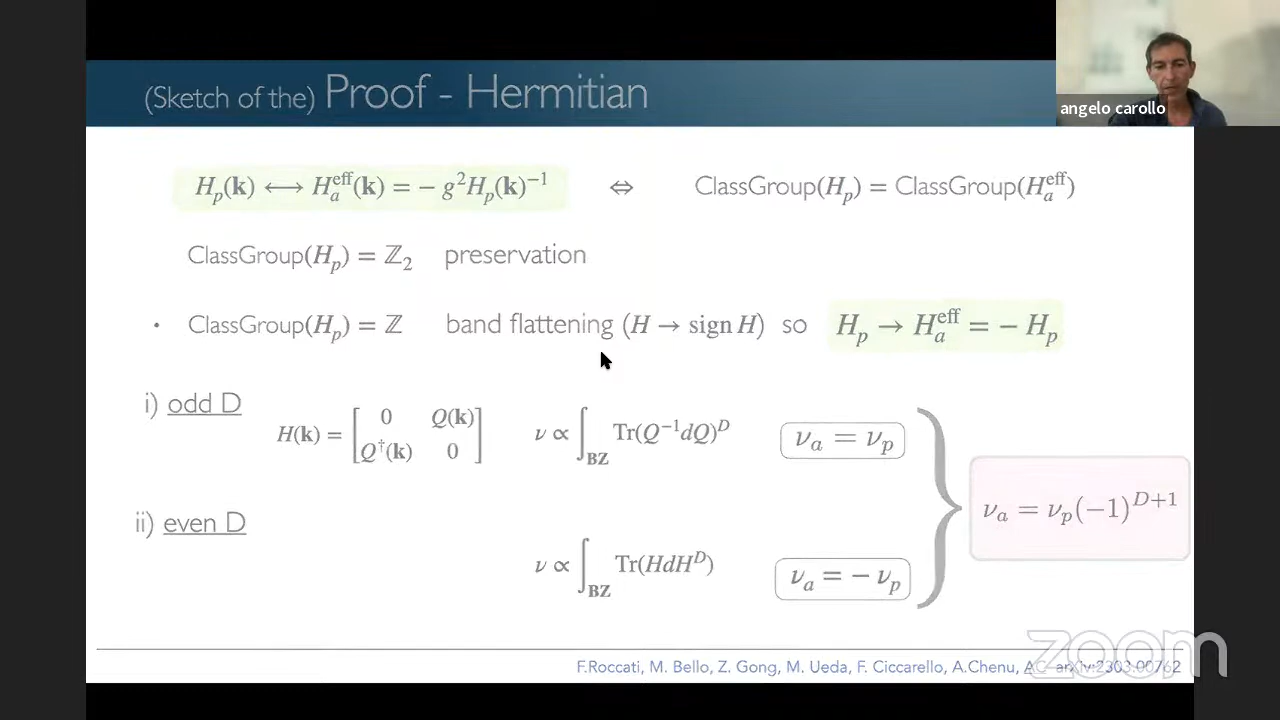 (Sketch of the) Proof - Hermitian
angelo carollo
H_p(k) ⟷ H_a^eff(k) = − g²H_p(k)⁻¹ ⇔ ClassGroup(H_p) = ClassGroup(H_a^eff)
ClassGroup(H_p) = ℤ₂ preservation
• ClassGroup(H_p) = ℤ band flattening (H → sign H) so H_p → H_a^eff = − H_p
i) odd D
H(k) = [0 Q(k)
Q†(k) 0]
ν ∝ ∫_BZ Tr(Q⁻¹dQ)^D
ν_a = ν_p
ii) even D
ν ∝ ∫_BZ Tr(HdH^D)
ν_a = − ν_p
ν_a = ν_p(−1)^{D+1}
F.Roccati, M. Bello, Z. Gong, M. Ueda, F. Ciccarello, A.Chenu, AC arXiv:2303.00762
zoom